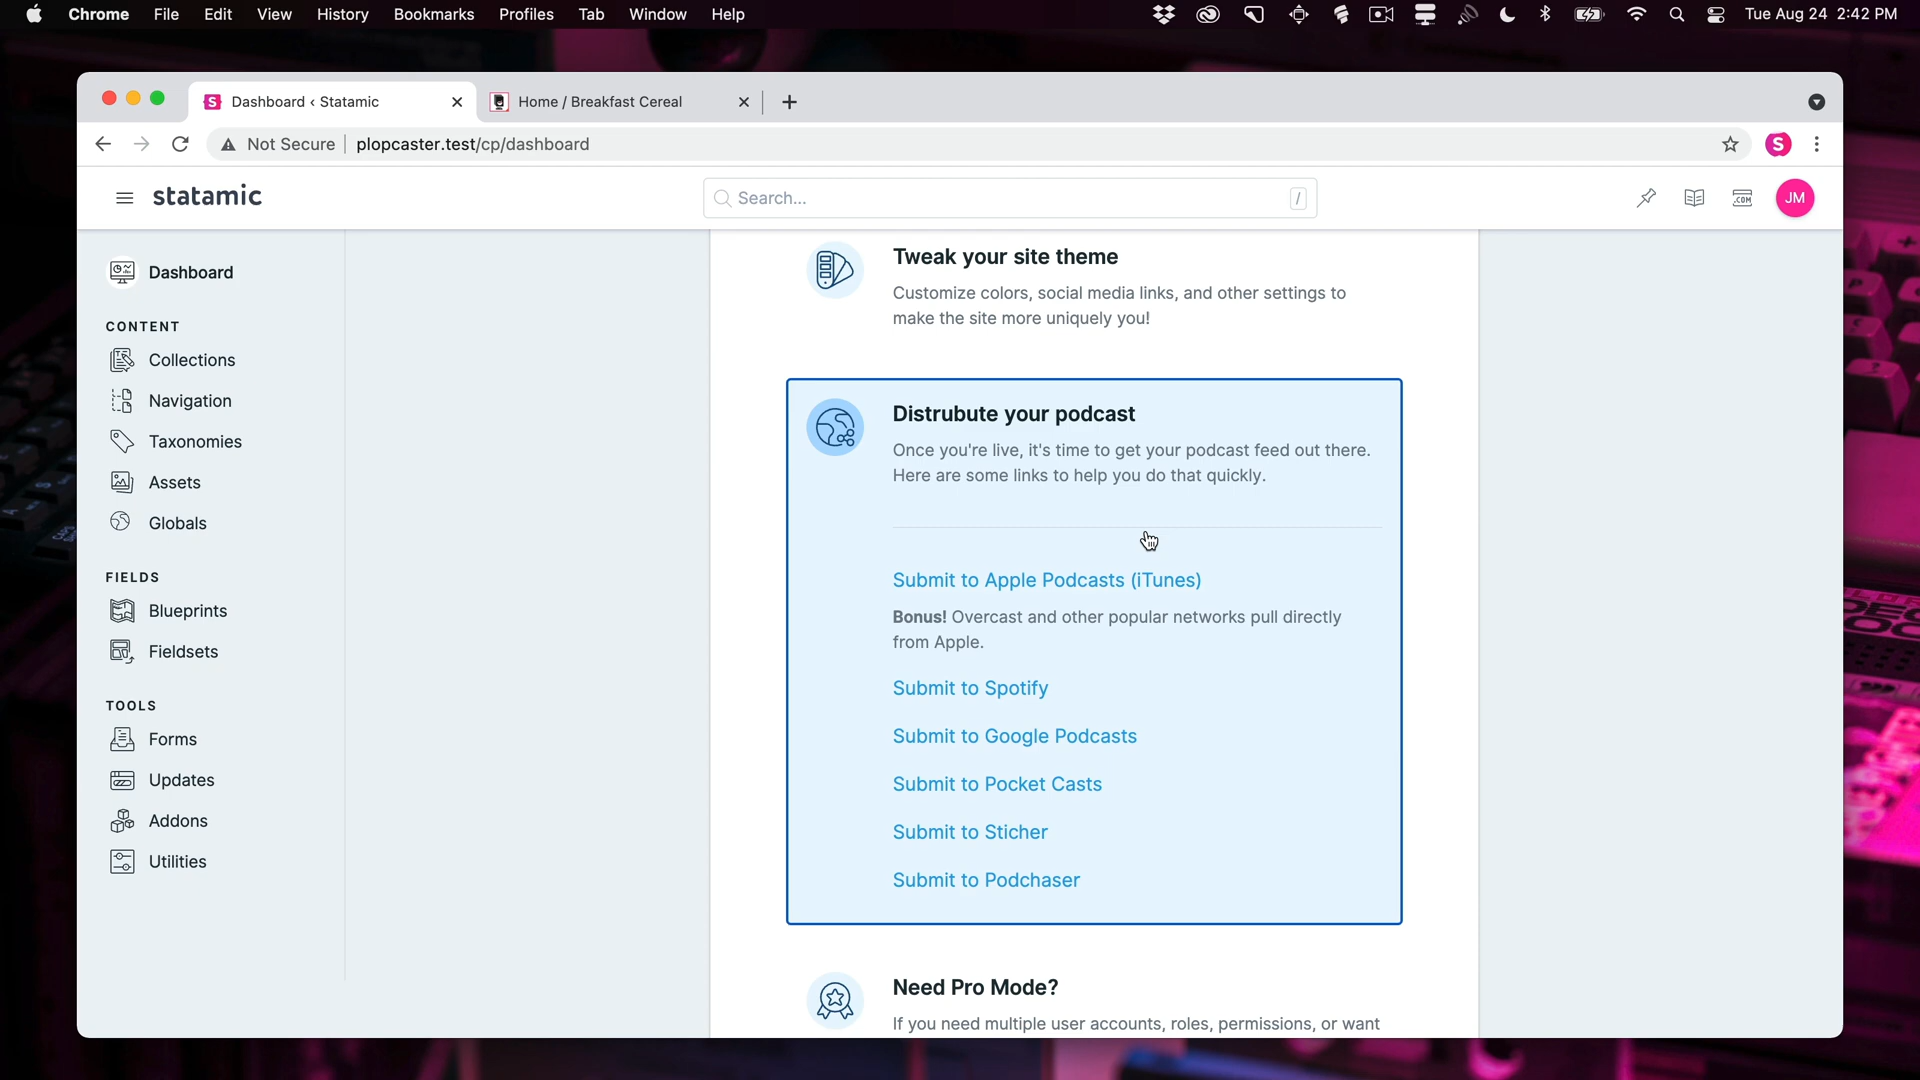 Chrome File Edit View History Bookmarks Profiles Tab Window Help Tue Aug 24 2:42 PM
Dashboard ‹ Statamic Home / Breakfast Cereal
Not Secure plopcaster.test/cp/dashboard S
statamic Search... / .COM JM
Dashboard
CONTENT
Collections
Navigation
Taxonomies
Assets
Globals
FIELDS
Blueprints
Fieldsets
TOOLS
Forms
Updates
Addons
Utilities
Tweak your site theme
Customize colors, social media links, and other settings to
make the site more uniquely you!
Distrubute your podcast
Once you're live, it's time to get your podcast feed out there.
Here are some links to help you do that quickly.
Submit to Apple Podcasts (iTunes)
Bonus! Overcast and other popular networks pull directly
from Apple.
Submit to Spotify
Submit to Google Podcasts
Submit to Pocket Casts
Submit to Sticher
Submit to Podchaser
Need Pro Mode?
If you need multiple user accounts, roles, permissions, or want